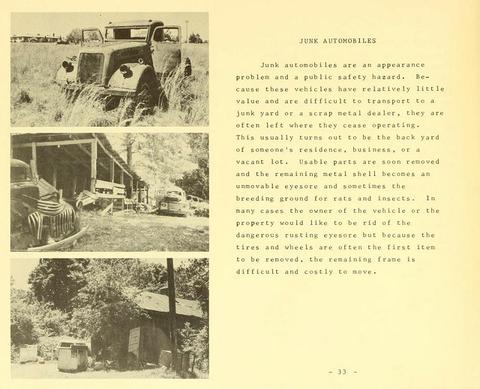 JUNK AUTOMOBILES
Junk automobiles are an appearance
problem and a public safety hazard. Be-
cause these vehicles have relatively little
value and are difficult to transport to a
junk yard or a scrap metal dealer, they are
often left where they cease operating.
This usually turns out to be the back yard
of someone's residence, business, or a
vacant lot. Usable parts are soon removed
and the remaining metal shell becomes an
unmovable eyesore and sometimes the
breeding ground for rats and insects. In
many cases the owner of the vehicle or the
property would like to be rid of the
dangerous rusting eyesore but because the
tires and wheels are often the first item
to be removed, the remaining frame is
difficult and costly to move.
- 33 -